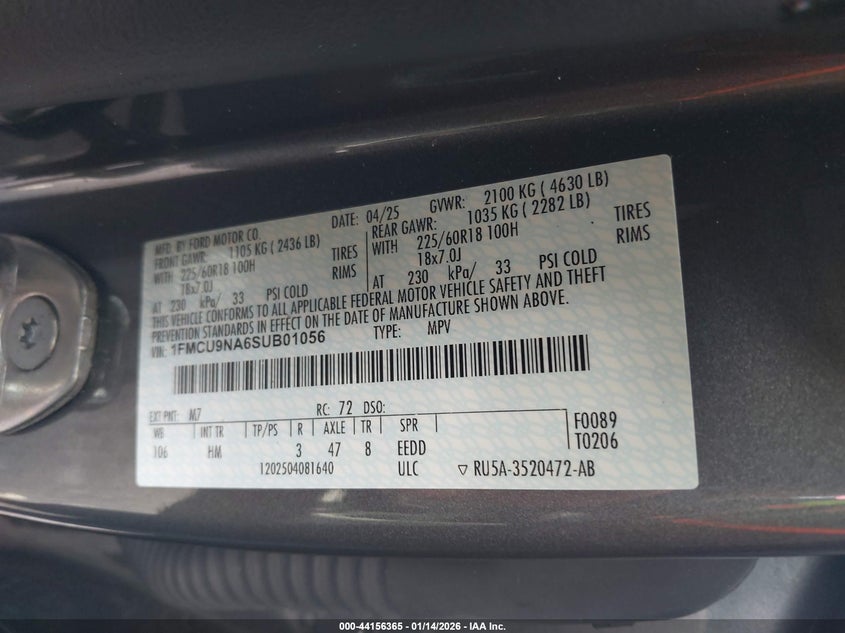 MFD. BY FORD MOTOR CO.
DATE: 04/25 GVWR: 2100 KG ( 4630 LB)
FRONT GAWR: 1105 KG ( 2436 LB) REAR GAWR: 1035 KG ( 2282 LB)
WITH 225/60R18 100H TIRES WITH 225/60R18 100H TIRES
18x7.0J RIMS 18x7.0J RIMS
AT 230 kPa/ 33 PSI COLD AT 230 kPa/ 33 PSI COLD
THIS VEHICLE CONFORMS TO ALL APPLICABLE FEDERAL MOTOR VEHICLE SAFETY AND THEFT
PREVENTION STANDARDS IN EFFECT ON THE DATE OF MANUFACTURE SHOWN ABOVE.
VIN: 1FMCU9NA6SUB01056 TYPE: MPV
EXT PNT: M7 RC: 72 DSO:
WB INT TR TP/PS R AXLE TR SPR F0089
106 HM 3 47 8 EEDD T0206
120250408​1640 ULC ▽ RU5A-3520472-AB
000-44156365 | 01/14/2026 | IAA Inc.